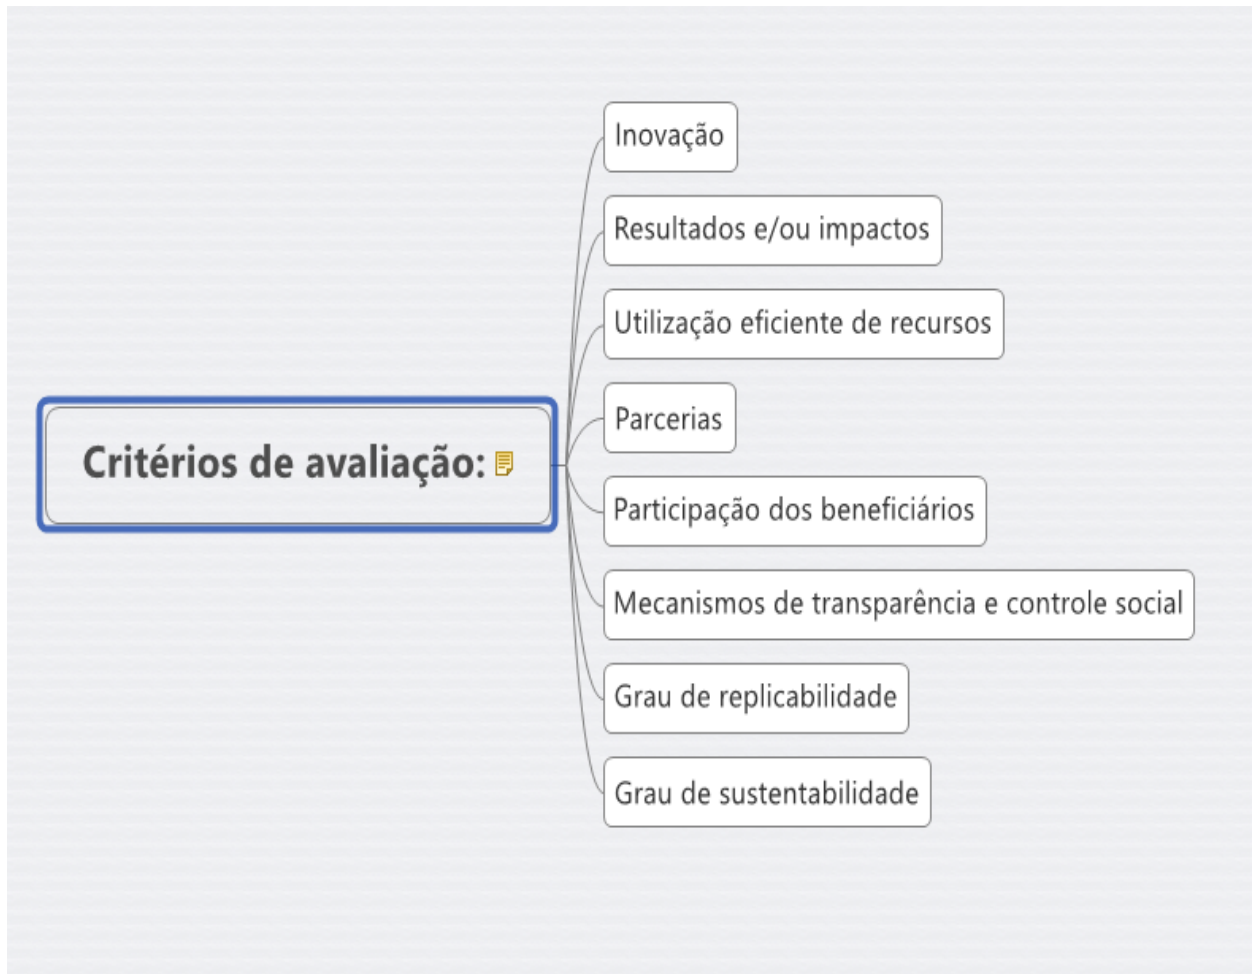 Critérios de avaliação:
Inovação
Resultados e/ou impactos
Utilização eficiente de recursos
Parcerias
Participação dos beneficiários
Mecanismos de transparência e controle social
Grau de replicabilidade
Grau de sustentabilidade